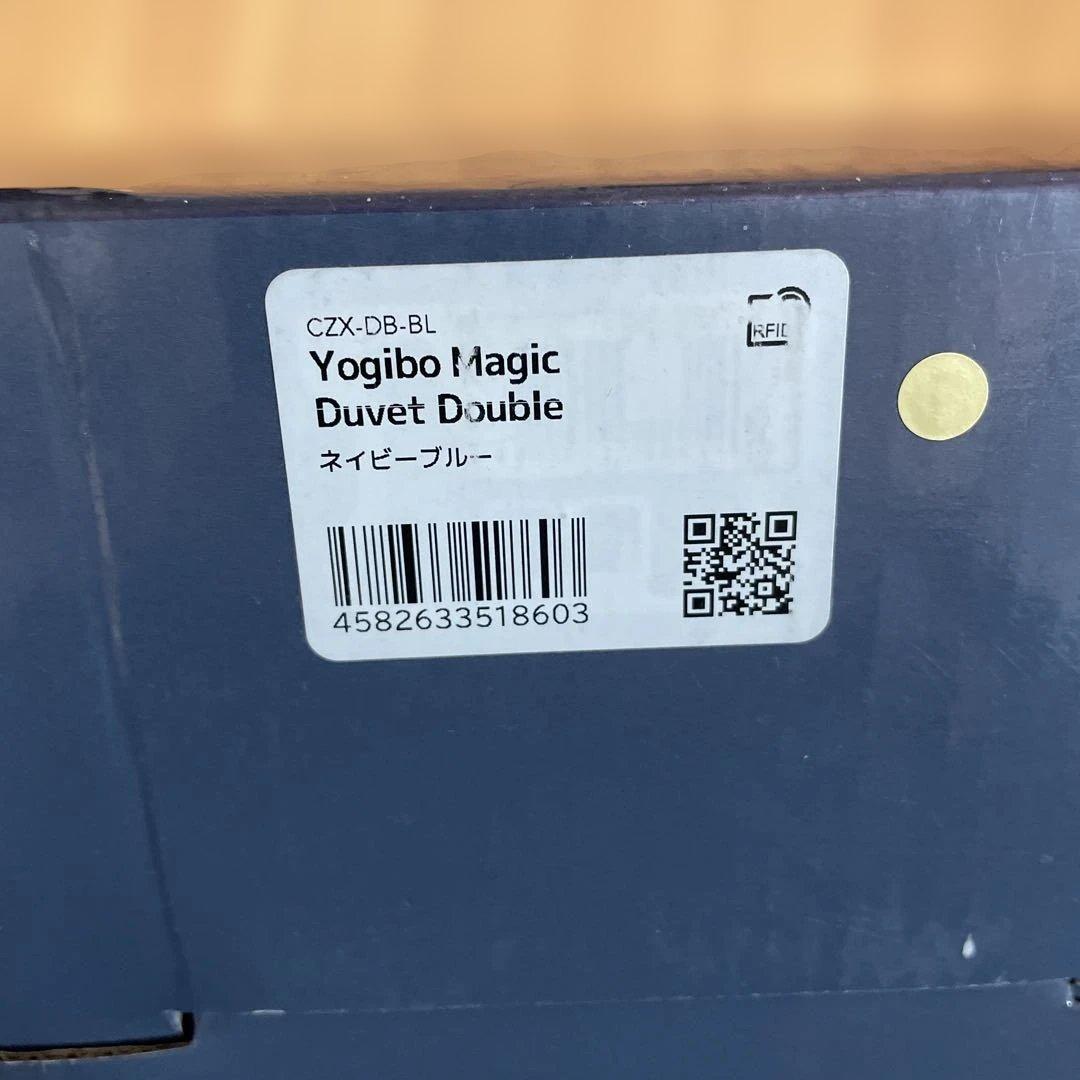 CZX-DB-BL
RFID
Yogibo Magic
Duvet Double
ネイビーブルー
4582633518603